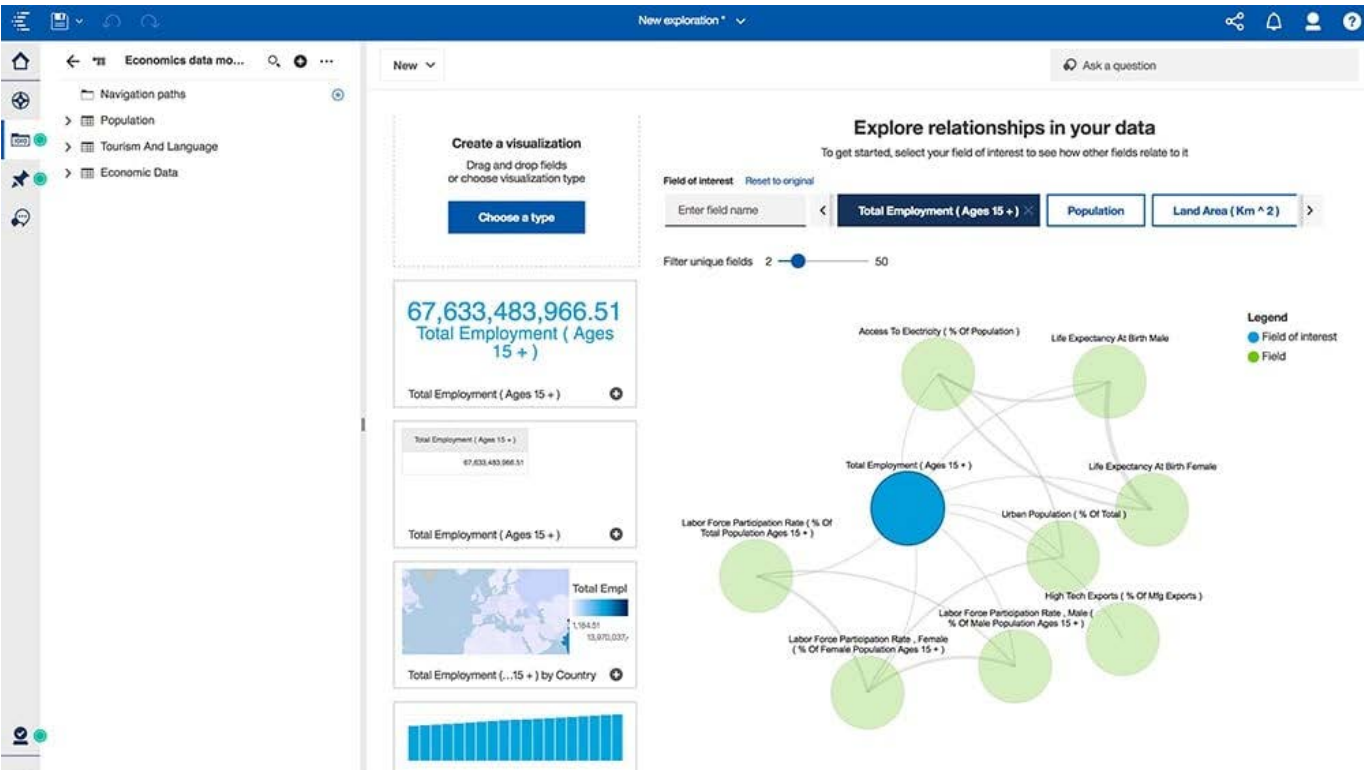 New exploration *
Economics data mo...
Navigation paths
Population
Tourism And Language
Economic Data
New
Ask a question
Create a visualization
Drag and drop fields
or choose visualization type
Choose a type
67,633,483,966.51
Total Employment ( Ages
15 + )
Total Employment ( Ages 15 + )
Total Employment ( Ages 15 + )
67,633,483,966.51
Total Employment ( Ages 15 + )
Total Empl
1,184.51
13,970,037,
Total Employment (...15 + ) by Country
Explore relationships in your data
To get started, select your field of interest to see how other fields relate to it
Field of interest Reset to original
Enter field name
Total Employment ( Ages 15 + )
Population
Land Area ( Km ^ 2 )
Filter unique fields 2 50
Legend
Field of interest
Field
Access To Electricity ( % Of Population )
Life Expectancy At Birth Male
Total Employment ( Ages 15 + )
Life Expectancy At Birth Female
Urban Population ( % Of Total )
Labor Force Participation Rate ( % Of
Total Population Ages 15 + )
High Tech Exports ( % Of Mfg Exports )
Labor Force Participation Rate , Male (
% Of Male Population Ages 15 + )
Labor Force Participation Rate , Female
( % Of Female Population Ages 15 + )